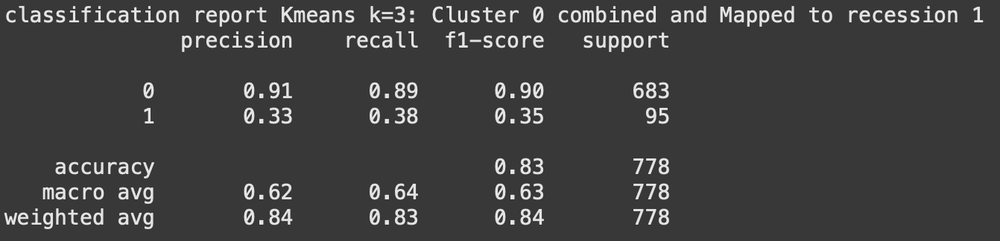 classification report Kmeans k=3: Cluster 0 combined and Mapped to recession 1
precision recall f1-score support
0 0.91 0.89 0.90 683
1 0.33 0.38 0.35 95
accuracy 0.83 778
macro avg 0.62 0.64 0.63 778
weighted avg 0.84 0.83 0.84 778